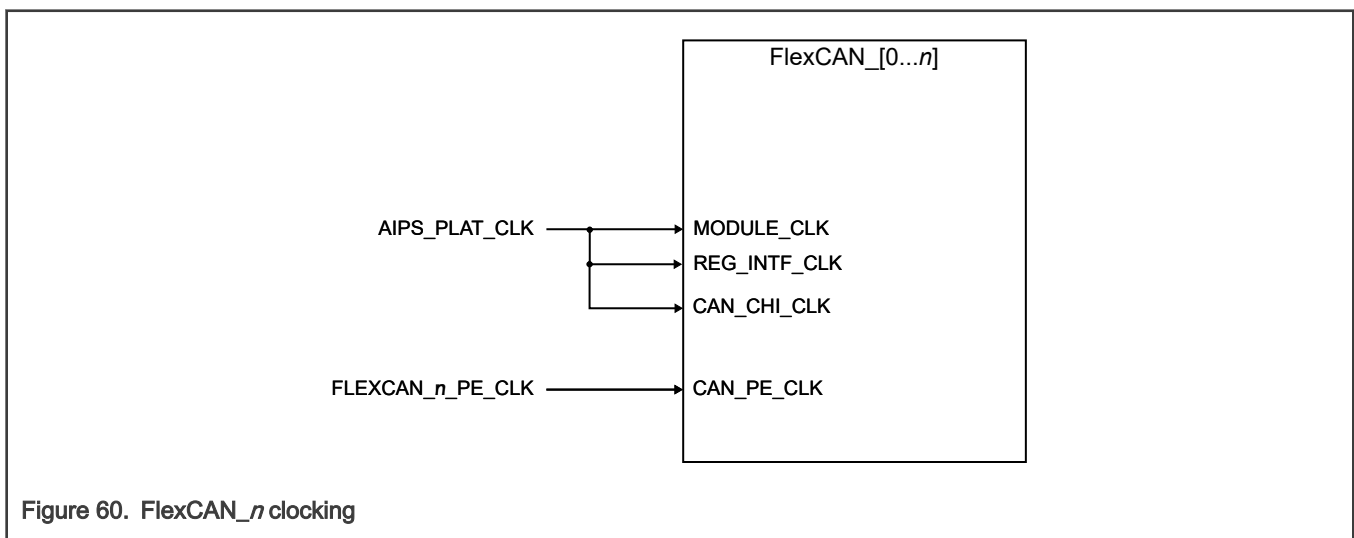 FlexCAN_[0...n]
AIPS_PLAT_CLK
MODULE_CLK
REG_INTF_CLK
CAN_CHI_CLK
FLEXCAN_n_PE_CLK
CAN_PE_CLK
Figure 60. FlexCAN_n clocking